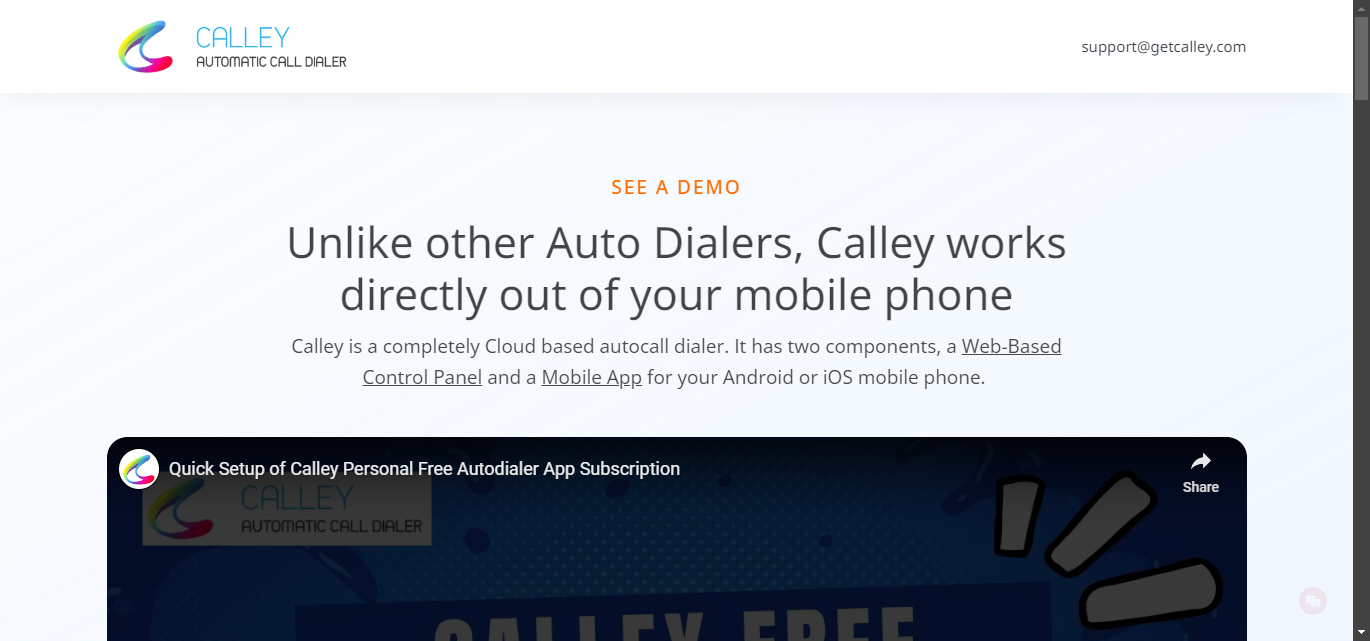 CALLEY
AUTOMATIC CALL DIALER
support@getcalley.com
SEE A DEMO
Unlike other Auto Dialers, Calley works
directly out of your mobile phone
Calley is a completely Cloud based autocall dialer. It has two components, a Web-Based
Control Panel and a Mobile App for your Android or iOS mobile phone.
Quick Setup of Calley Personal Free Autodialer App Subscription
Share
CALLEY
AUTOMATIC CALL DIALER
CALLEY FREE